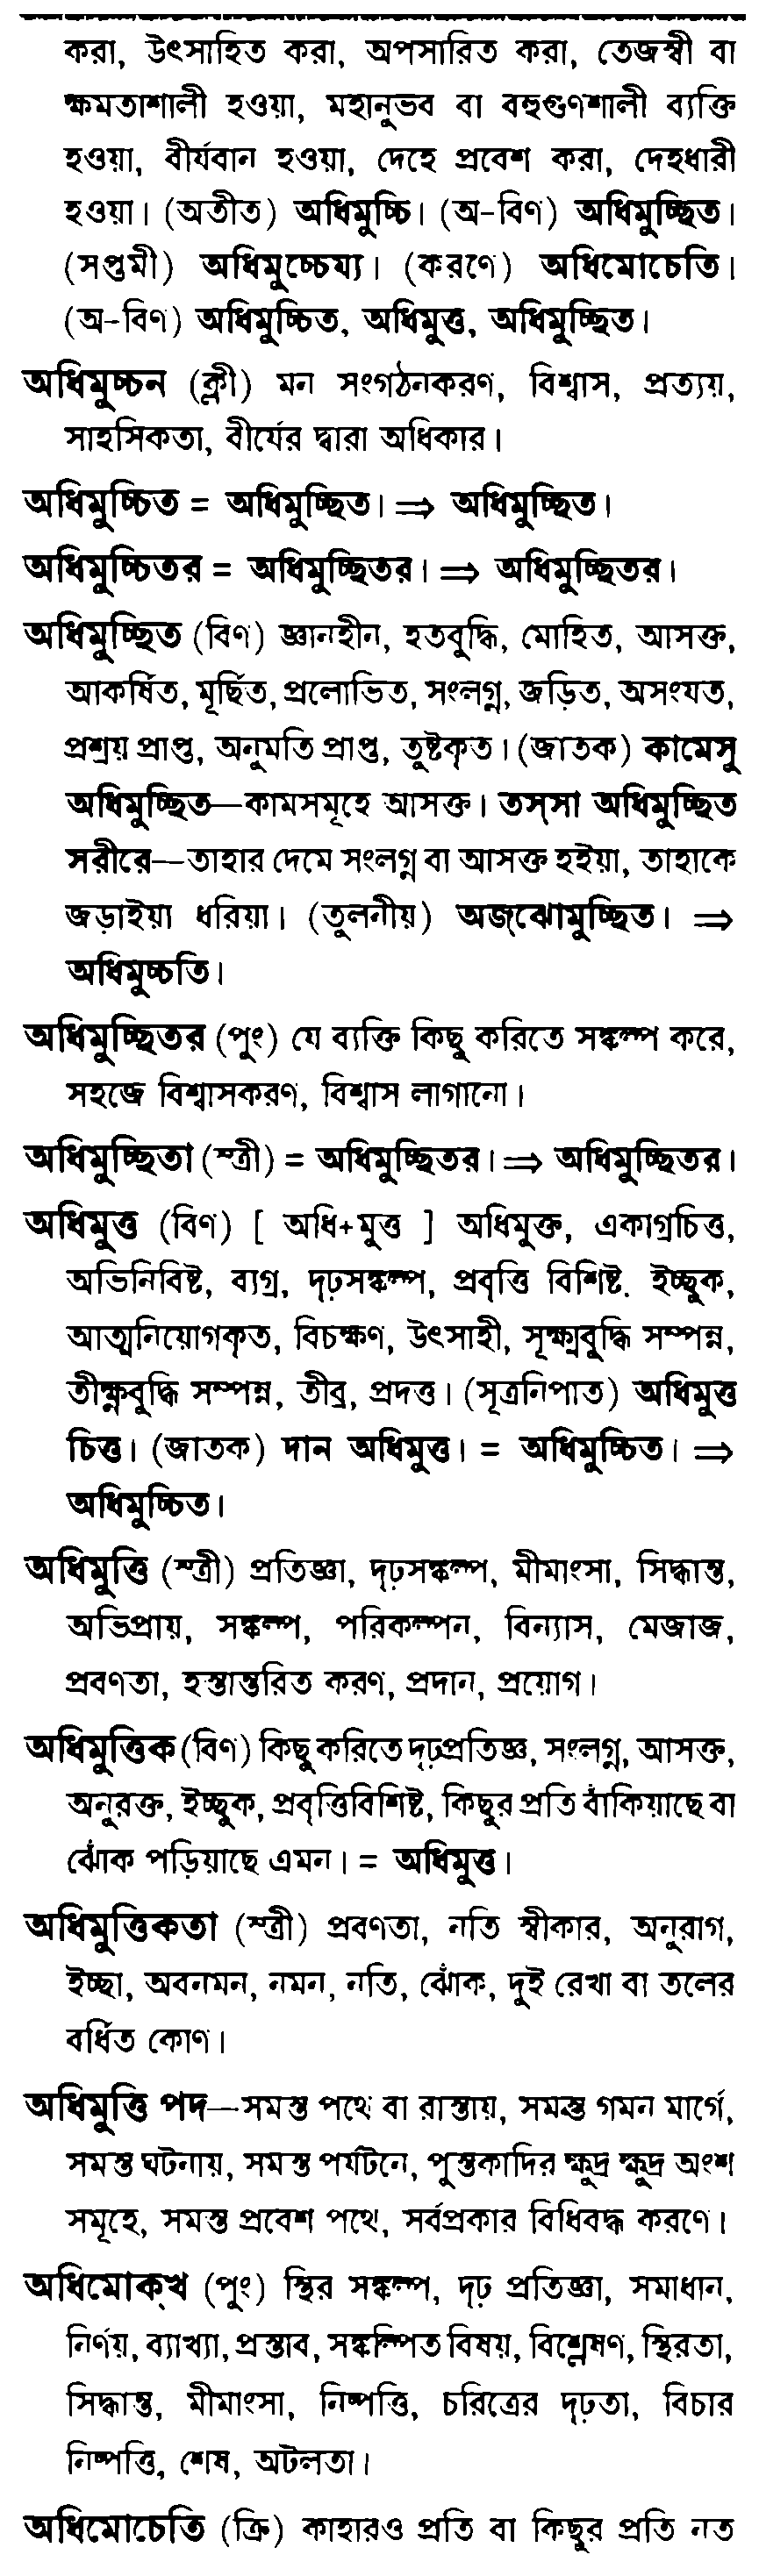 করা, উৎসাহিত করা, অপসারিত করা, তেজস্বী বা
ক্ষমতাশালী হওয়া, মহানুভব বা বহুগুণশালী ব্যক্তি
হওয়া, বীর্যবান হওয়া, দেহে প্রবেশ করা, দেহধারী
হওয়া। (অতীত) অধিমুচ্চি। (অ-বিণ) অধিমুচ্ছিত।
(সপ্তমী) অধিমুচ্চেয্য। (করণে) অধিমোচেতি।
(অ-বিণ) অধিমুচ্চিত, অধিমুত্ত, অধিমুচ্ছিত।
অধিমুচ্চন (ক্লী) মন সংগঠনকরণ, বিশ্বাস, প্রত্যয়,
সাহসিকতা, বীর্যের দ্বারা অধিকার।
অধিমুচ্চিত = অধিমুচ্ছিত। ⇒ অধিমুচ্ছিত।
অধিমুচ্চিতর = অধিমুচ্ছিতর। ⇒ অধিমুচ্ছিতর।
অধিমুচ্ছিত (বিণ) জ্ঞানহীন, হতবুদ্ধি, মোহিত, আসক্ত,
আকর্ষিত, মূর্ছিত, প্রলোভিত, সংলগ্ন, জড়িত, অসংযত,
প্রশ্রয় প্রাপ্ত, অনুমতি প্রাপ্ত, তুষ্টকৃত। (জাতক) কামেসু
অধিমুচ্ছিত—কামসমূহে আসক্ত। তস্সা অধিমুচ্ছিত
সরীরে—তাহার দেমে সংলগ্ন বা আসক্ত হইয়া, তাহাকে
জড়াইয়া ধরিয়া। (তুলনীয়) অজ্ঝোমুচ্ছিত। ⇒
অধিমুচ্চতি।
অধিমুচ্ছিতর (পুং) যে ব্যক্তি কিছু করিতে সঙ্কল্প করে,
সহজে বিশ্বাসকরণ, বিশ্বাস লাগানো।
অধিমুচ্ছিতা (স্ত্রী) = অধিমুচ্ছিতর। ⇒ অধিমুচ্ছিতর।
অধিমুত্ত (বিণ) [ অধি+মুত্ত ] অধিমুক্ত, একাগ্রচিত্ত,
অভিনিবিষ্ট, ব্যগ্র, দৃঢ়সঙ্কল্প, প্রবৃত্তি বিশিষ্ট. ইচ্ছুক,
আত্মনিয়োগকৃত, বিচক্ষণ, উৎসাহী, সূক্ষ্মবুদ্ধি সম্পন্ন,
তীক্ষ্ণবুদ্ধি সম্পন্ন, তীব্র, প্রদত্ত। (সূত্রনিপাত) অধিমুত্ত
চিত্ত। (জাতক) দান অধিমুত্ত। = অধিমুচ্চিত। ⇒
অধিমুচ্চিত।
অধিমুত্তি (স্ত্রী) প্রতিজ্ঞা, দৃঢ়সঙ্কল্প, মীমাংসা, সিদ্ধান্ত,
অভিপ্রায়, সঙ্কল্প, পরিকল্পন, বিন্যাস, মেজাজ,
প্রবণতা, হস্তান্তরিত করণ, প্রদান, প্রয়োগ।
অধিমুত্তিক (বিণ) কিছু করিতে দৃঢ়প্রতিজ্ঞ, সংলগ্ন, আসক্ত,
অনুরক্ত, ইচ্ছুক, প্রবৃত্তিবিশিষ্ট, কিছুর প্রতি বাঁকিয়াছে বা
ঝোঁক পড়িয়াছে এমন। = অধিমুত্ত।
অধিমুত্তিকতা (স্ত্রী) প্রবণতা, নতি স্বীকার, অনুরাগ,
ইচ্ছা, অবনমন, নমন, নতি, ঝোঁক, দুই রেখা বা তলের
বর্ধিত কোণ।
অধিমুত্তি পদ—সমস্ত পথে বা রাস্তায়, সমস্ত গমন মার্গে,
সমস্ত ঘটনায়, সমস্ত পর্যটনে, পুস্তকাদির ক্ষুদ্র ক্ষুদ্র অংশ
সমূহে, সমস্ত প্রবেশ পথে, সর্বপ্রকার বিধিবদ্ধ করণে।
অধিমোক্খ (পুং) স্থির সঙ্কল্প, দৃঢ় প্রতিজ্ঞা, সমাধান,
নির্ণয়, ব্যাখ্যা, প্রস্তাব, সঙ্কল্পিত বিষয়, বিশ্লেষণ, স্থিরতা,
সিদ্ধান্ত, মীমাংসা, নিষ্পত্তি, চরিত্রের দৃঢ়তা, বিচার
নিষ্পত্তি, শেষ, অটলতা।
অধিমোচেতি (ক্রি) কাহারও প্রতি বা কিছুর প্রতি নত